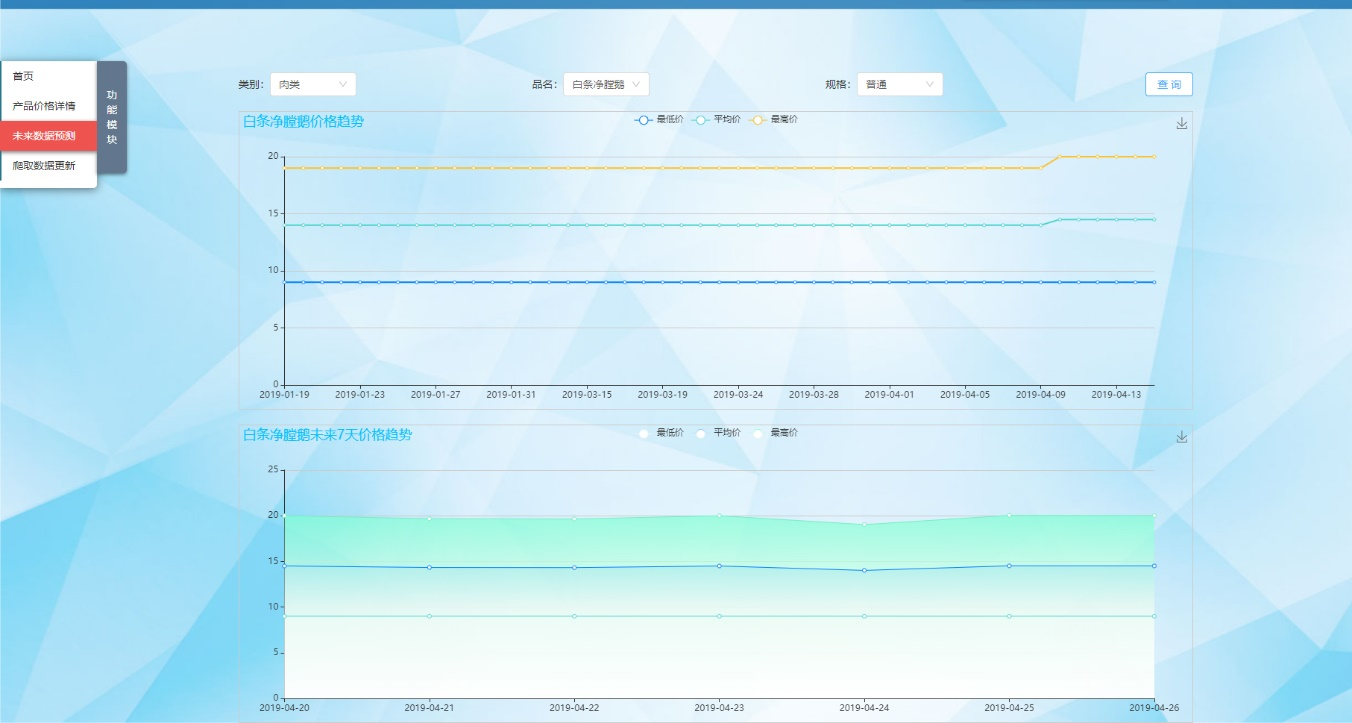 首页
产品价格详情
未来数据预测
爬取数据更新
功能模块
类别： 肉类 品名： 白条净膛鹅 规格： 普通 查 询
白条净膛鹅价格趋势 最低价 平均价 最高价
20
15
10
5
0
2019-01-19 2019-01-23 2019-01-27 2019-01-31 2019-03-15 2019-03-19 2019-03-24 2019-03-28 2019-04-01 2019-04-05 2019-04-09 2019-04-13
白条净膛鹅未来7天价格趋势 最低价 平均价 最高价
25
20
15
10
5
0
2019-04-20 2019-04-21 2019-04-22 2019-04-23 2019-04-24 2019-04-25 2019-04-26